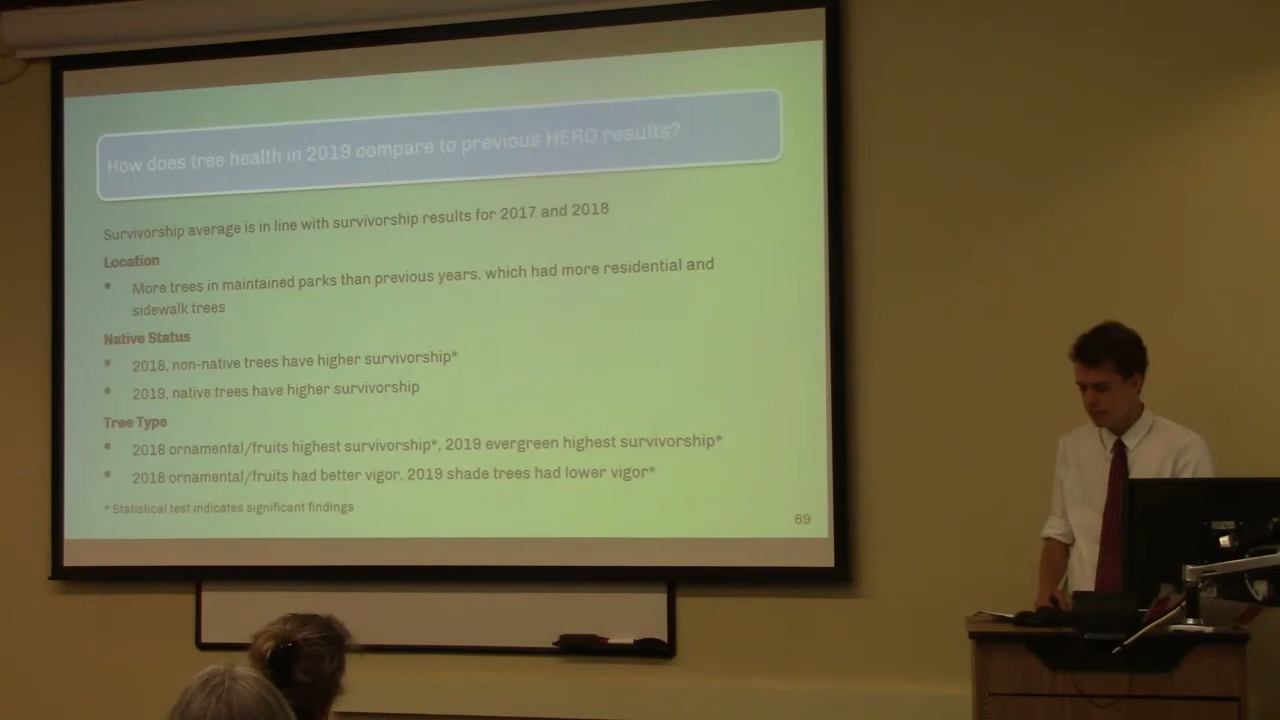 How does tree health in 2019 compare to previous HERO results?
Survivorship average is in line with survivorship results for 2017 and 2018
Location
• More trees in maintained parks than previous years, which had more residential and
sidewalk trees
Native Status
• 2018, non-native trees have higher survivorship*
• 2019, native trees have higher survivorship
Tree Type
• 2018 ornamental/fruits highest survivorship*, 2019 evergreen highest survivorship*
• 2018 ornamental/fruits had better vigor, 2019 shade trees had lower vigor*
* Statistical test indicates significant findings
69